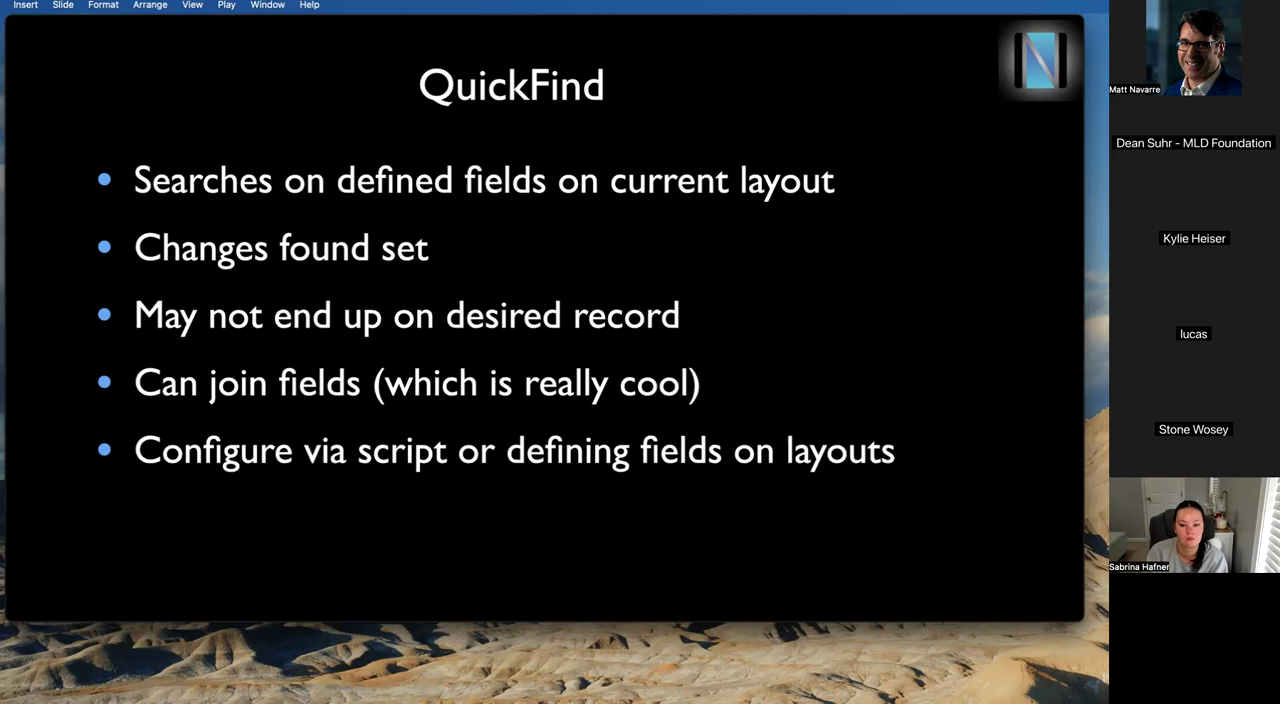 Insert Slide Format Arrange View Play Window Help
QuickFind
N
• Searches on defined fields on current layout
• Changes found set
• May not end up on desired record
• Can join fields (which is really cool)
• Configure via script or defining fields on layouts
Matt Navarre
Dean Suhr - MLD Foundation
Kylie Heiser
lucas
Stone Wosey
Sabrina Hafner